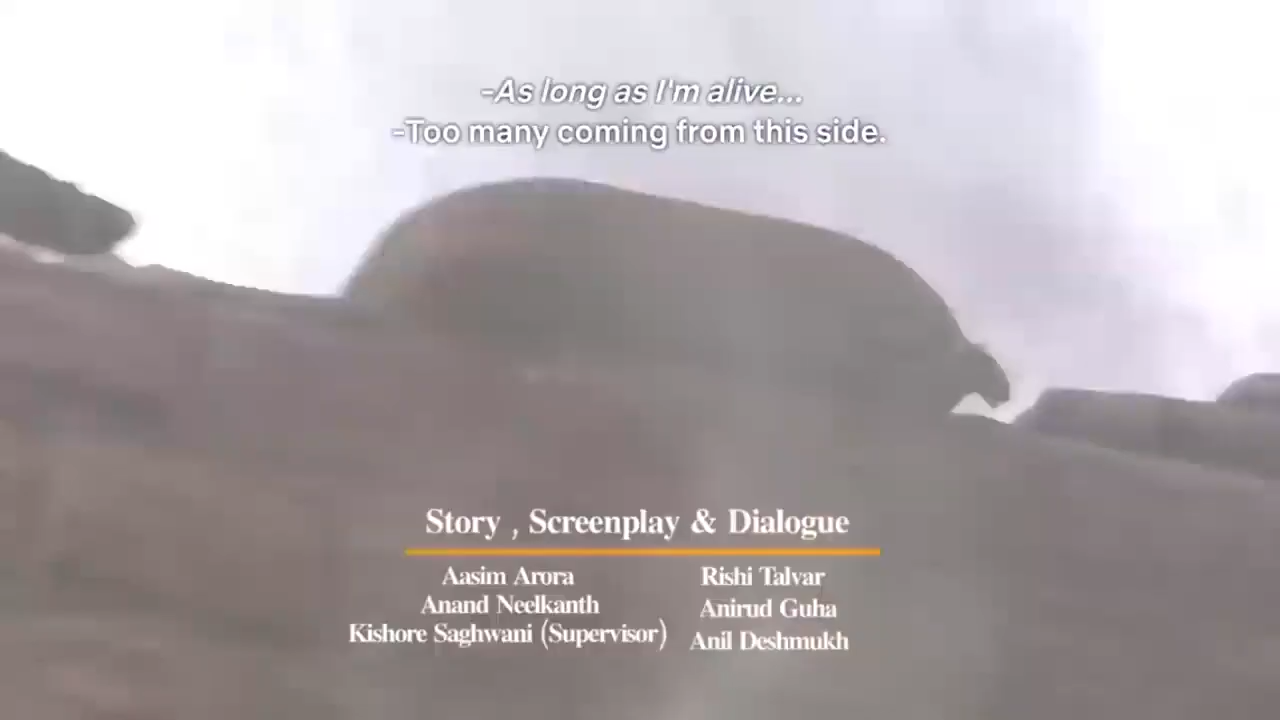 -As long as I'm alive...
-Too many coming from this side.
Story , Screenplay & Dialogue
Aasim Arora
Anand Neelkanth
Kishore Saghwani (Supervisor)
Rishi Talvar
Anirud Guha
Anil Deshmukh